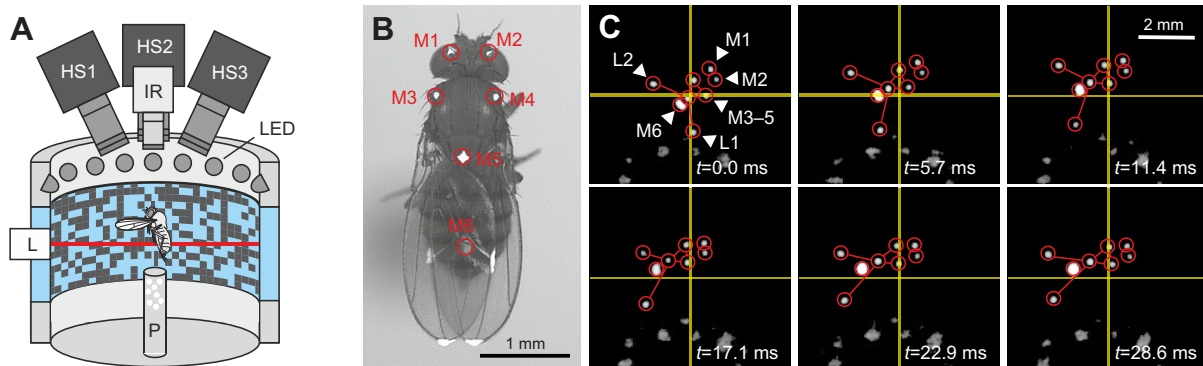 A
HS1
HS2
HS3
IR
LED
L
P
B
M1
M2
M3
M4
M5
M6
1 mm
C
L2
M1
M2
M3–5
M6
L1
t=0.0 ms
t=5.7 ms
2 mm
t=11.4 ms
t=17.1 ms
t=22.9 ms
t=28.6 ms